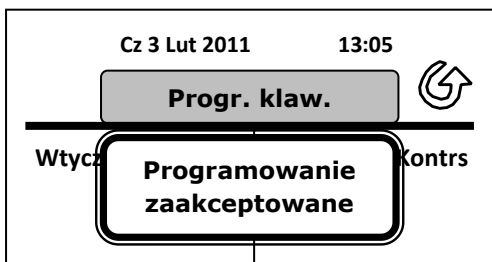 Cz 3 Lut 2011 13:05
Progr. klaw.
Wtycz Kontrs
Programowanie
zaakceptowane